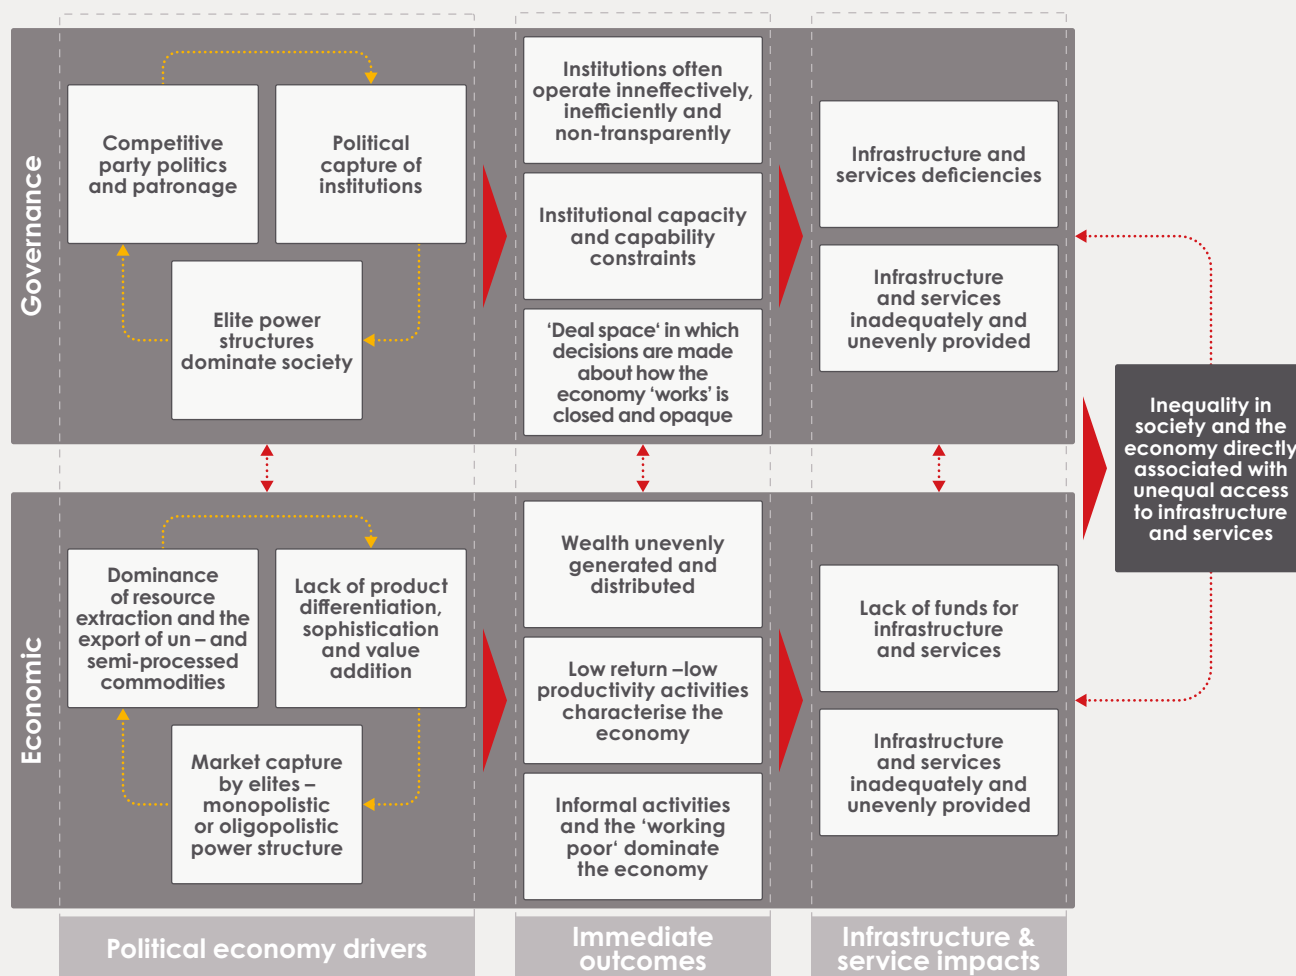 Governance
Competitive
party politics
and patronage
Political
capture of
institutions
Elite power
structures
dominate society
Institutions often
operate inneffectively,
inefficiently and
non-transparently
Institutional capacity
and capability
constraints
‘Deal space‘ in which
decisions are made
about how the
economy ‘works’ is
closed and opaque
Infrastructure and
services deficiencies
Infrastructure
and services
inadequately and
unevenly provided
Economic
Dominance
of resource
extraction and the
export of un – and
semi-processed
commodities
Lack of product
differentiation,
sophistication
and value
addition
Market capture
by elites –
monopolistic
or oligopolistic
power structure
Wealth unevenly
generated and
distributed
Low return –low
productivity activities
characterise the
economy
Informal activities
and the ‘working
poor‘ dominate
the economy
Lack of funds for
infrastructure
and services
Infrastructure
and services
inadequately and
unevenly provided
Inequality in
society and the
economy directly
associated with
unequal access
to infrastructure
and services
Political economy drivers
Immediate
outcomes
Infrastructure &
service impacts